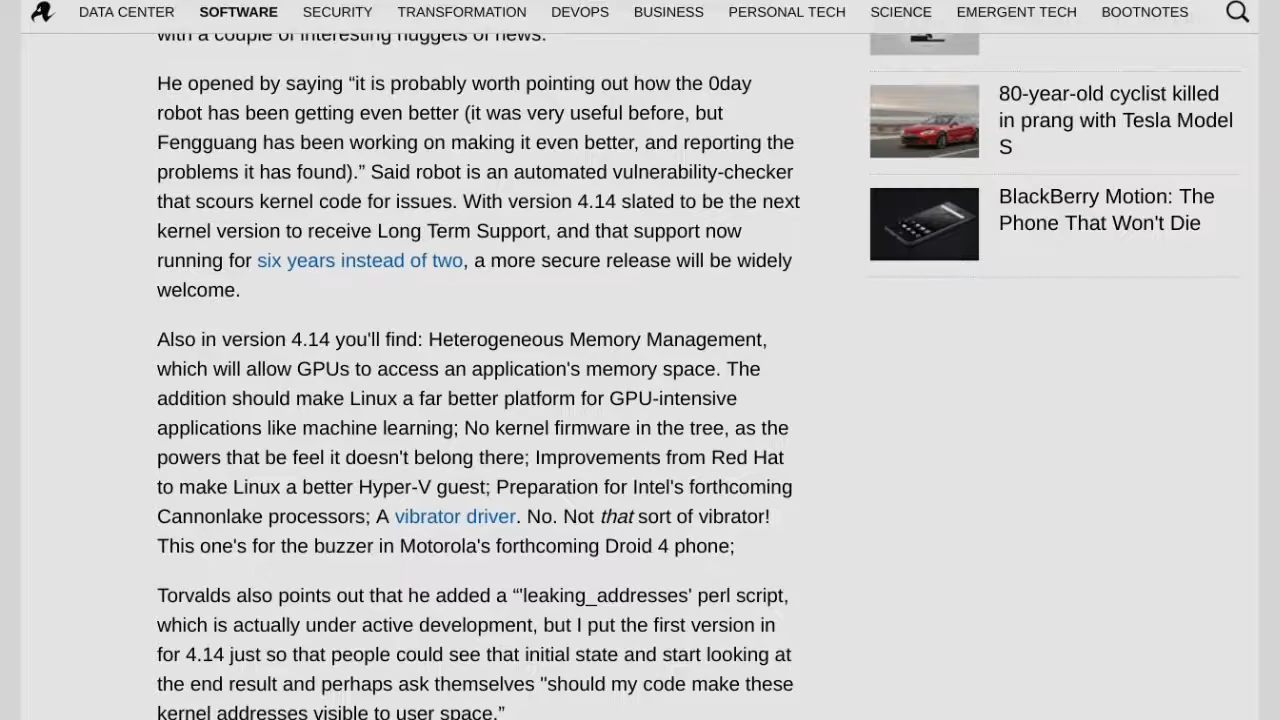 DATA CENTER SOFTWARE SECURITY TRANSFORMATION DEVOPS BUSINESS PERSONAL TECH SCIENCE EMERGENT TECH BOOTNOTES
with a couple of interesting nuggets of news.
He opened by saying “it is probably worth pointing out how the 0day
robot has been getting even better (it was very useful before, but
Fengguang has been working on making it even better, and reporting the
problems it has found).” Said robot is an automated vulnerability-checker
that scours kernel code for issues. With version 4.14 slated to be the next
kernel version to receive Long Term Support, and that support now
running for six years instead of two, a more secure release will be widely
welcome.
Also in version 4.14 you'll find: Heterogeneous Memory Management,
which will allow GPUs to access an application's memory space. The
addition should make Linux a far better platform for GPU-intensive
applications like machine learning; No kernel firmware in the tree, as the
powers that be feel it doesn't belong there; Improvements from Red Hat
to make Linux a better Hyper-V guest; Preparation for Intel's forthcoming
Cannonlake processors; A vibrator driver. No. Not that sort of vibrator!
This one's for the buzzer in Motorola's forthcoming Droid 4 phone;
Torvalds also points out that he added a “'leaking_addresses' perl script,
which is actually under active development, but I put the first version in
for 4.14 just so that people could see that initial state and start looking at
the end result and perhaps ask themselves "should my code make these
kernel addresses visible to user space.”
80-year-old cyclist killed
in prang with Tesla Model
S
BlackBerry Motion: The
Phone That Won't Die